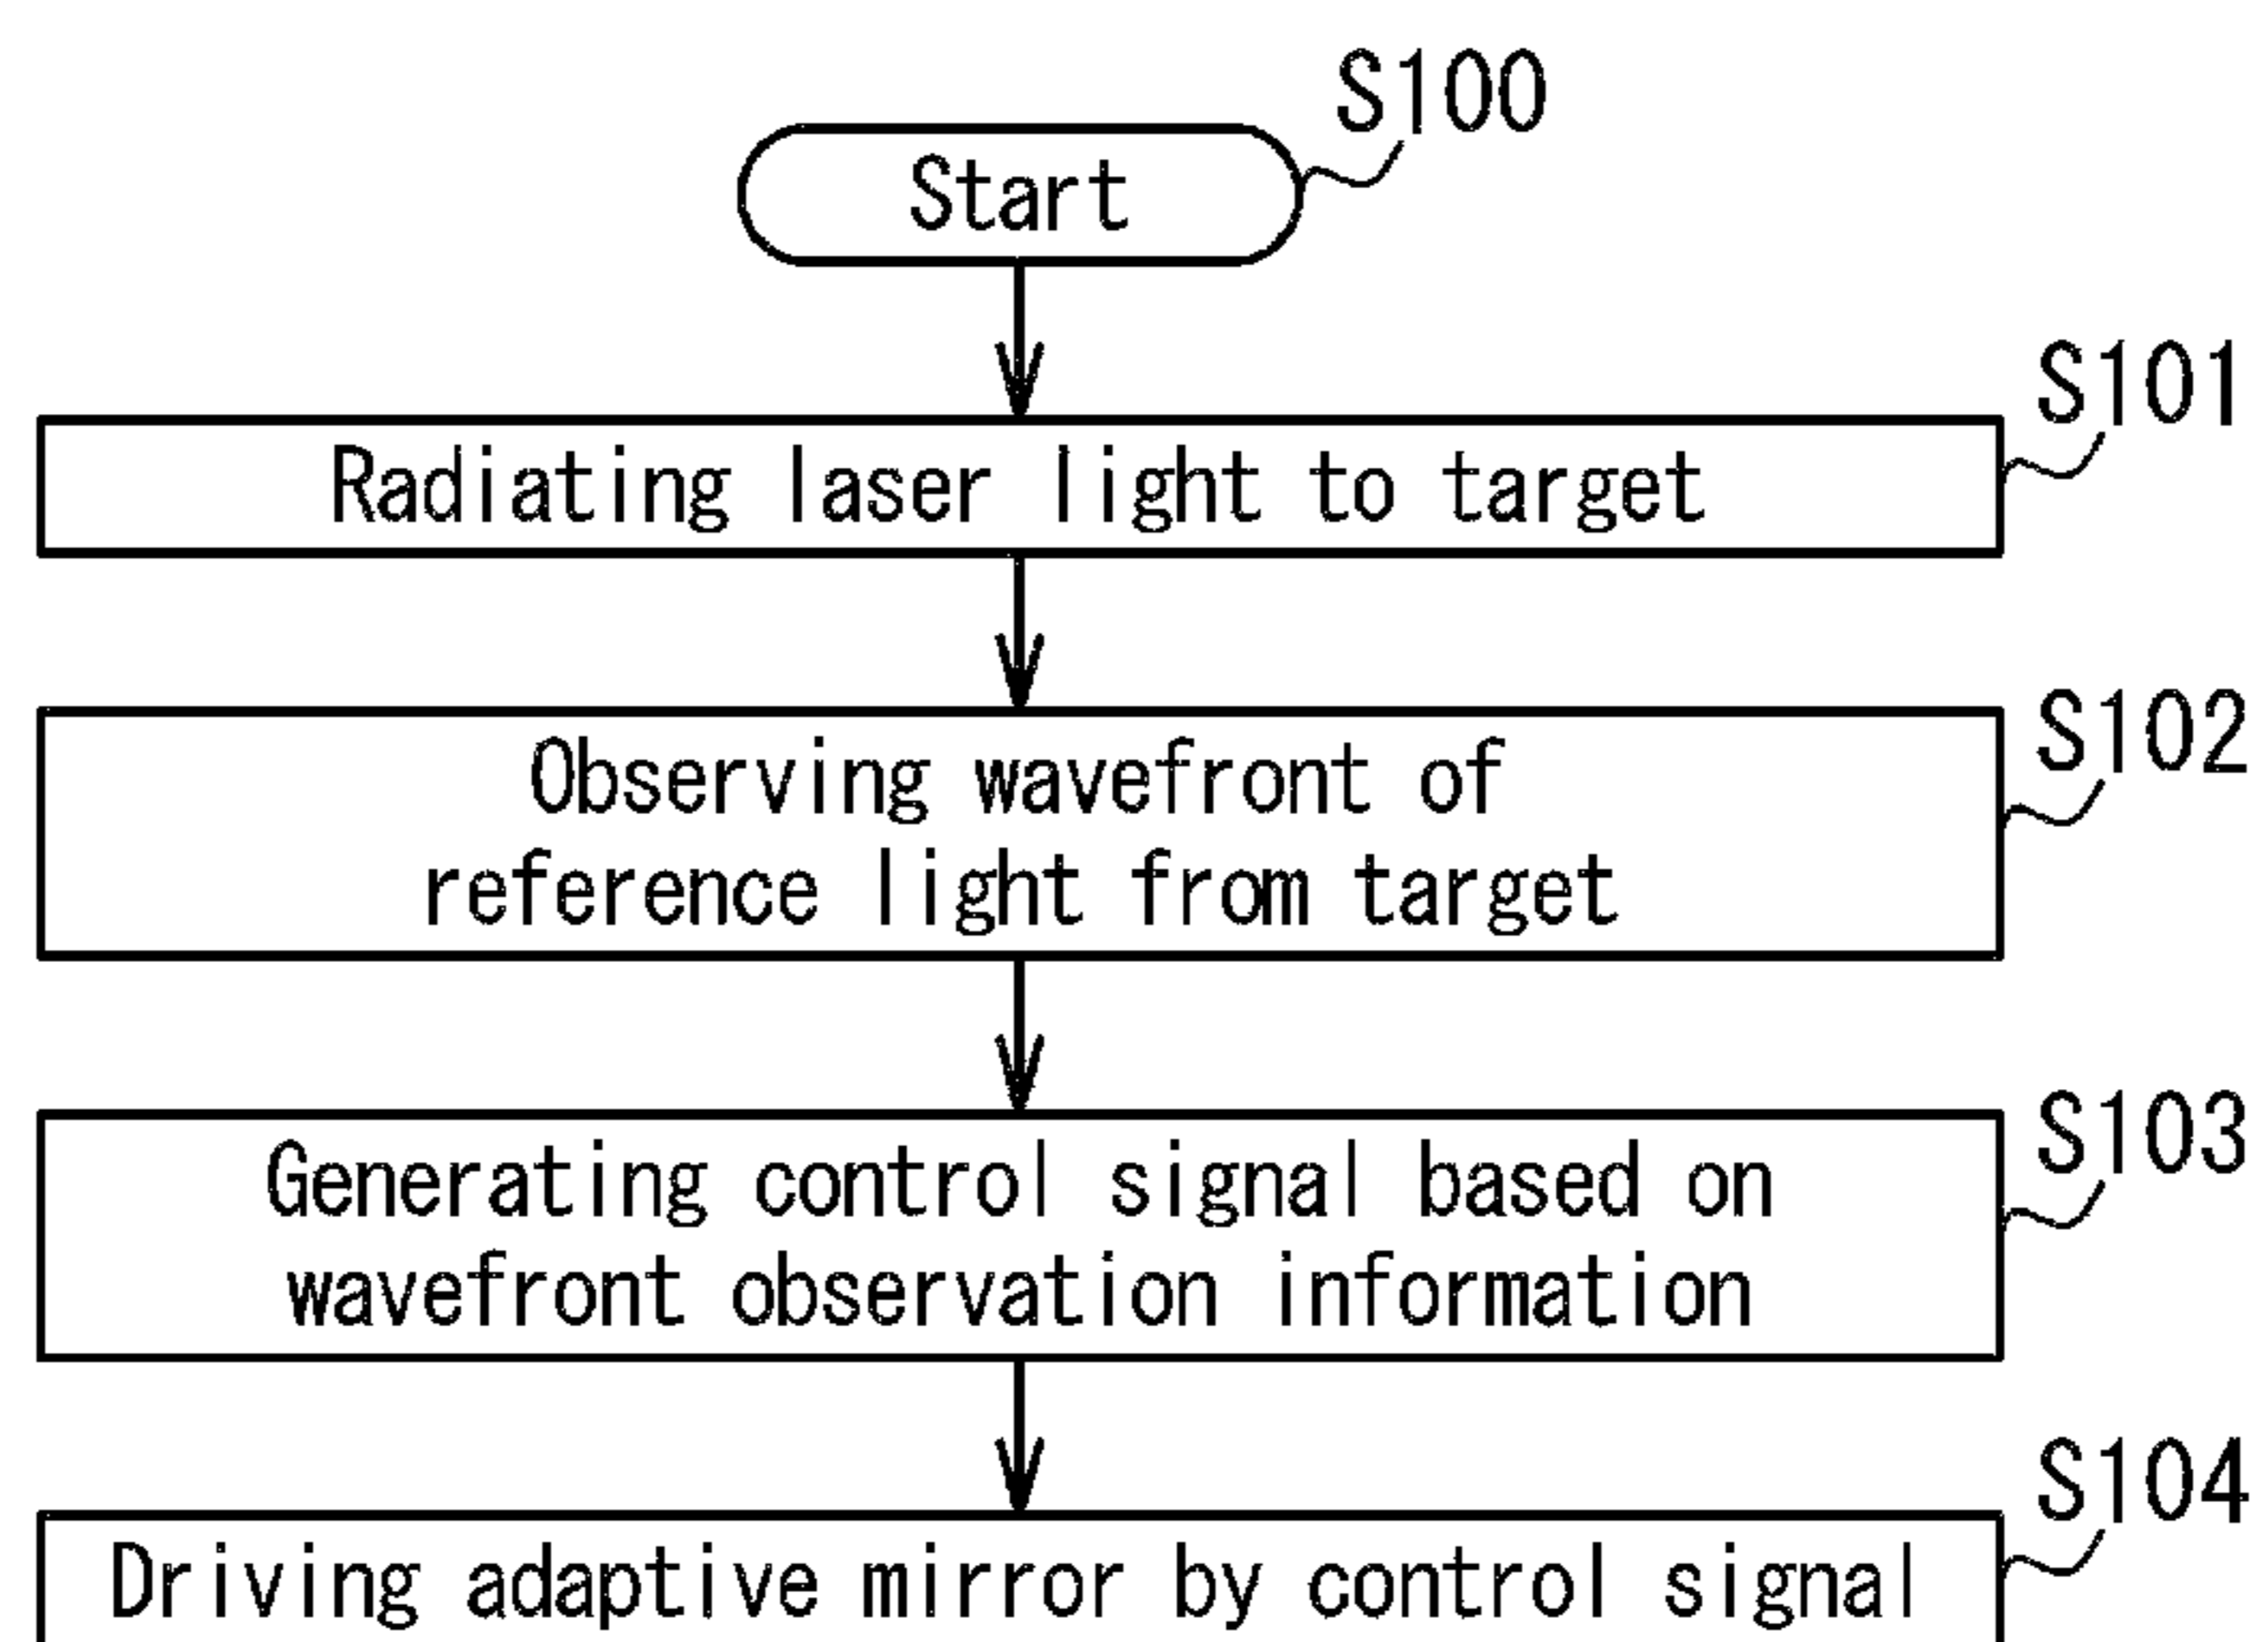 S100
Start
S101
Radiating laser light to target
S102
Observing wavefront of
reference light from target
S103
Generating control signal based on
wavefront observation information
S104
Driving adaptive mirror by control signal